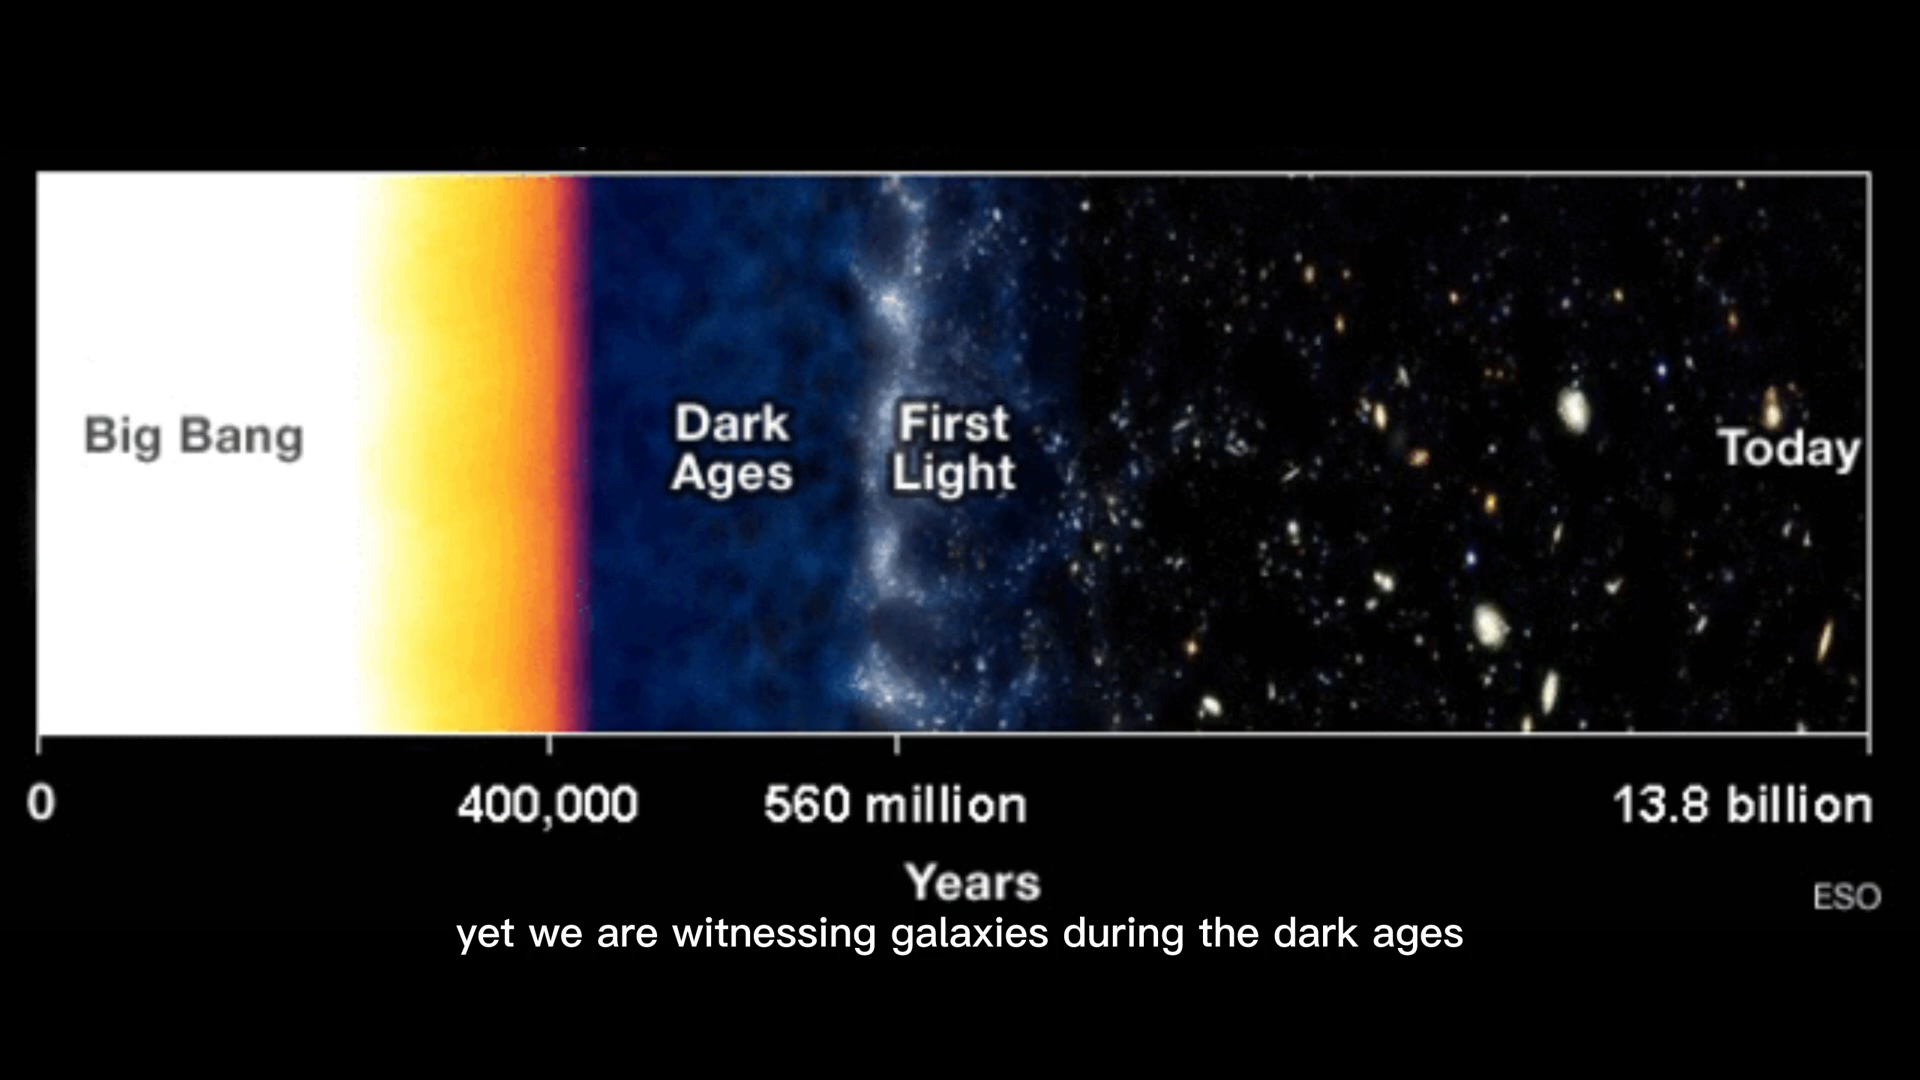 Big Bang
Dark
Ages
First
Light
Today
0
400,000
560 million
13.8 billion
Years
ESO
yet we are witnessing galaxies during the dark ages